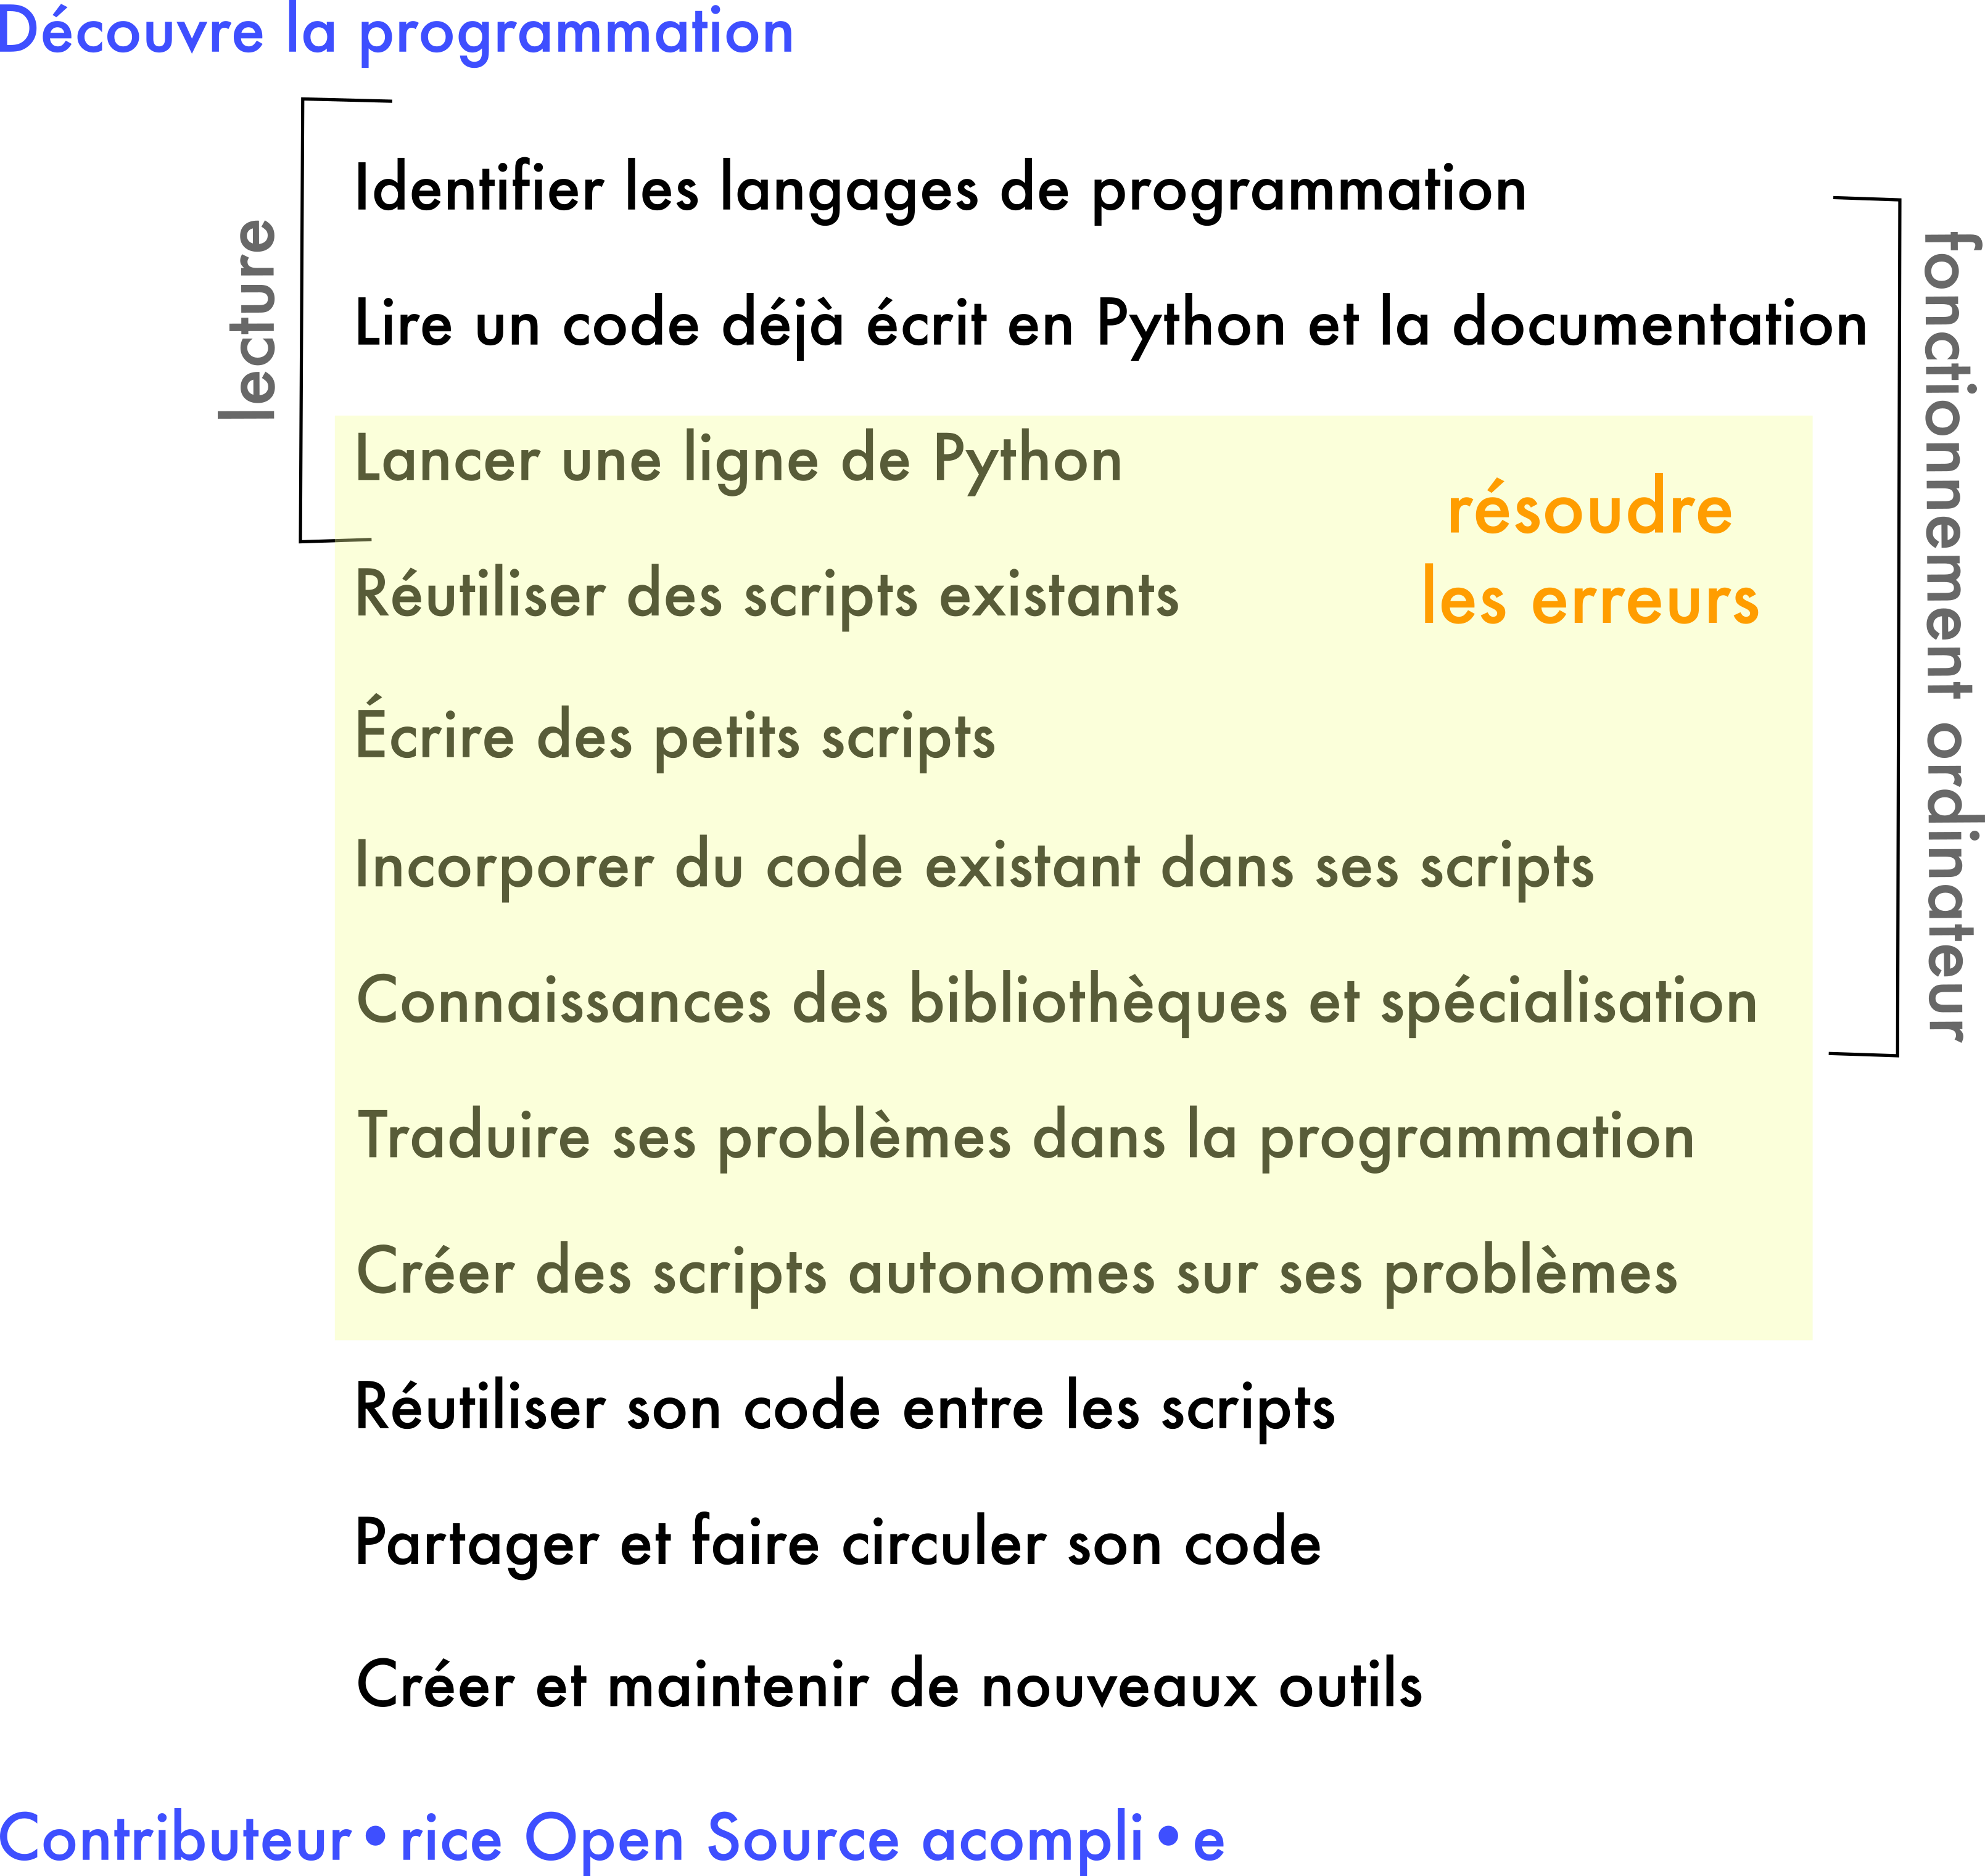 Découvre la programmation
lecture
Identifier les langages de programmation
Lire un code déjà écrit en Python et la documentation
Lancer une ligne de Python
résoudre
les erreurs
Réutiliser des scripts existants
Écrire des petits scripts
Incorporer du code existant dans ses scripts
Connaissances des bibliothèques et spécialisation
Traduire ses problèmes dans la programmation
Créer des scripts autonomes sur ses problèmes
fonctionnement ordinateur
Réutiliser son code entre les scripts
Partager et faire circuler son code
Créer et maintenir de nouveaux outils
Contributeur•rice Open Source acompli•e